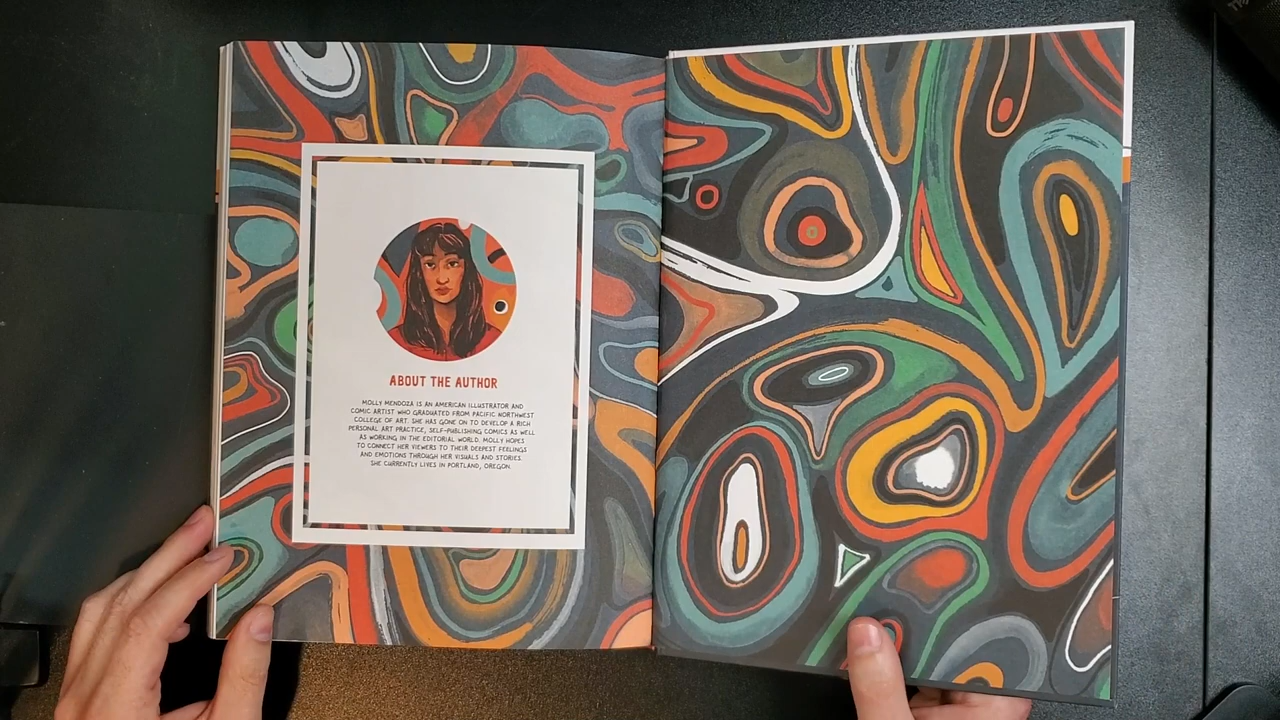 ABOUT THE AUTHOR
MOLLY MENDOZA IS AN AMERICAN ILLUSTRATOR AND
COMIC ARTIST WHO GRADUATED FROM PACIFIC NORTHWEST
COLLEGE OF ART. SHE HAS GONE ON TO DEVELOP A RICH
PERSONAL ART PRACTICE, SELF-PUBLISHING COMICS AS WELL
AS WORKING IN THE EDITORIAL WORLD. MOLLY HOPES
TO CONNECT HER VIEWERS TO THEIR DEEPEST FEELINGS
AND EMOTIONS THROUGH HER VISUALS AND STORIES.
SHE CURRENTLY LIVES IN PORTLAND, OREGON.